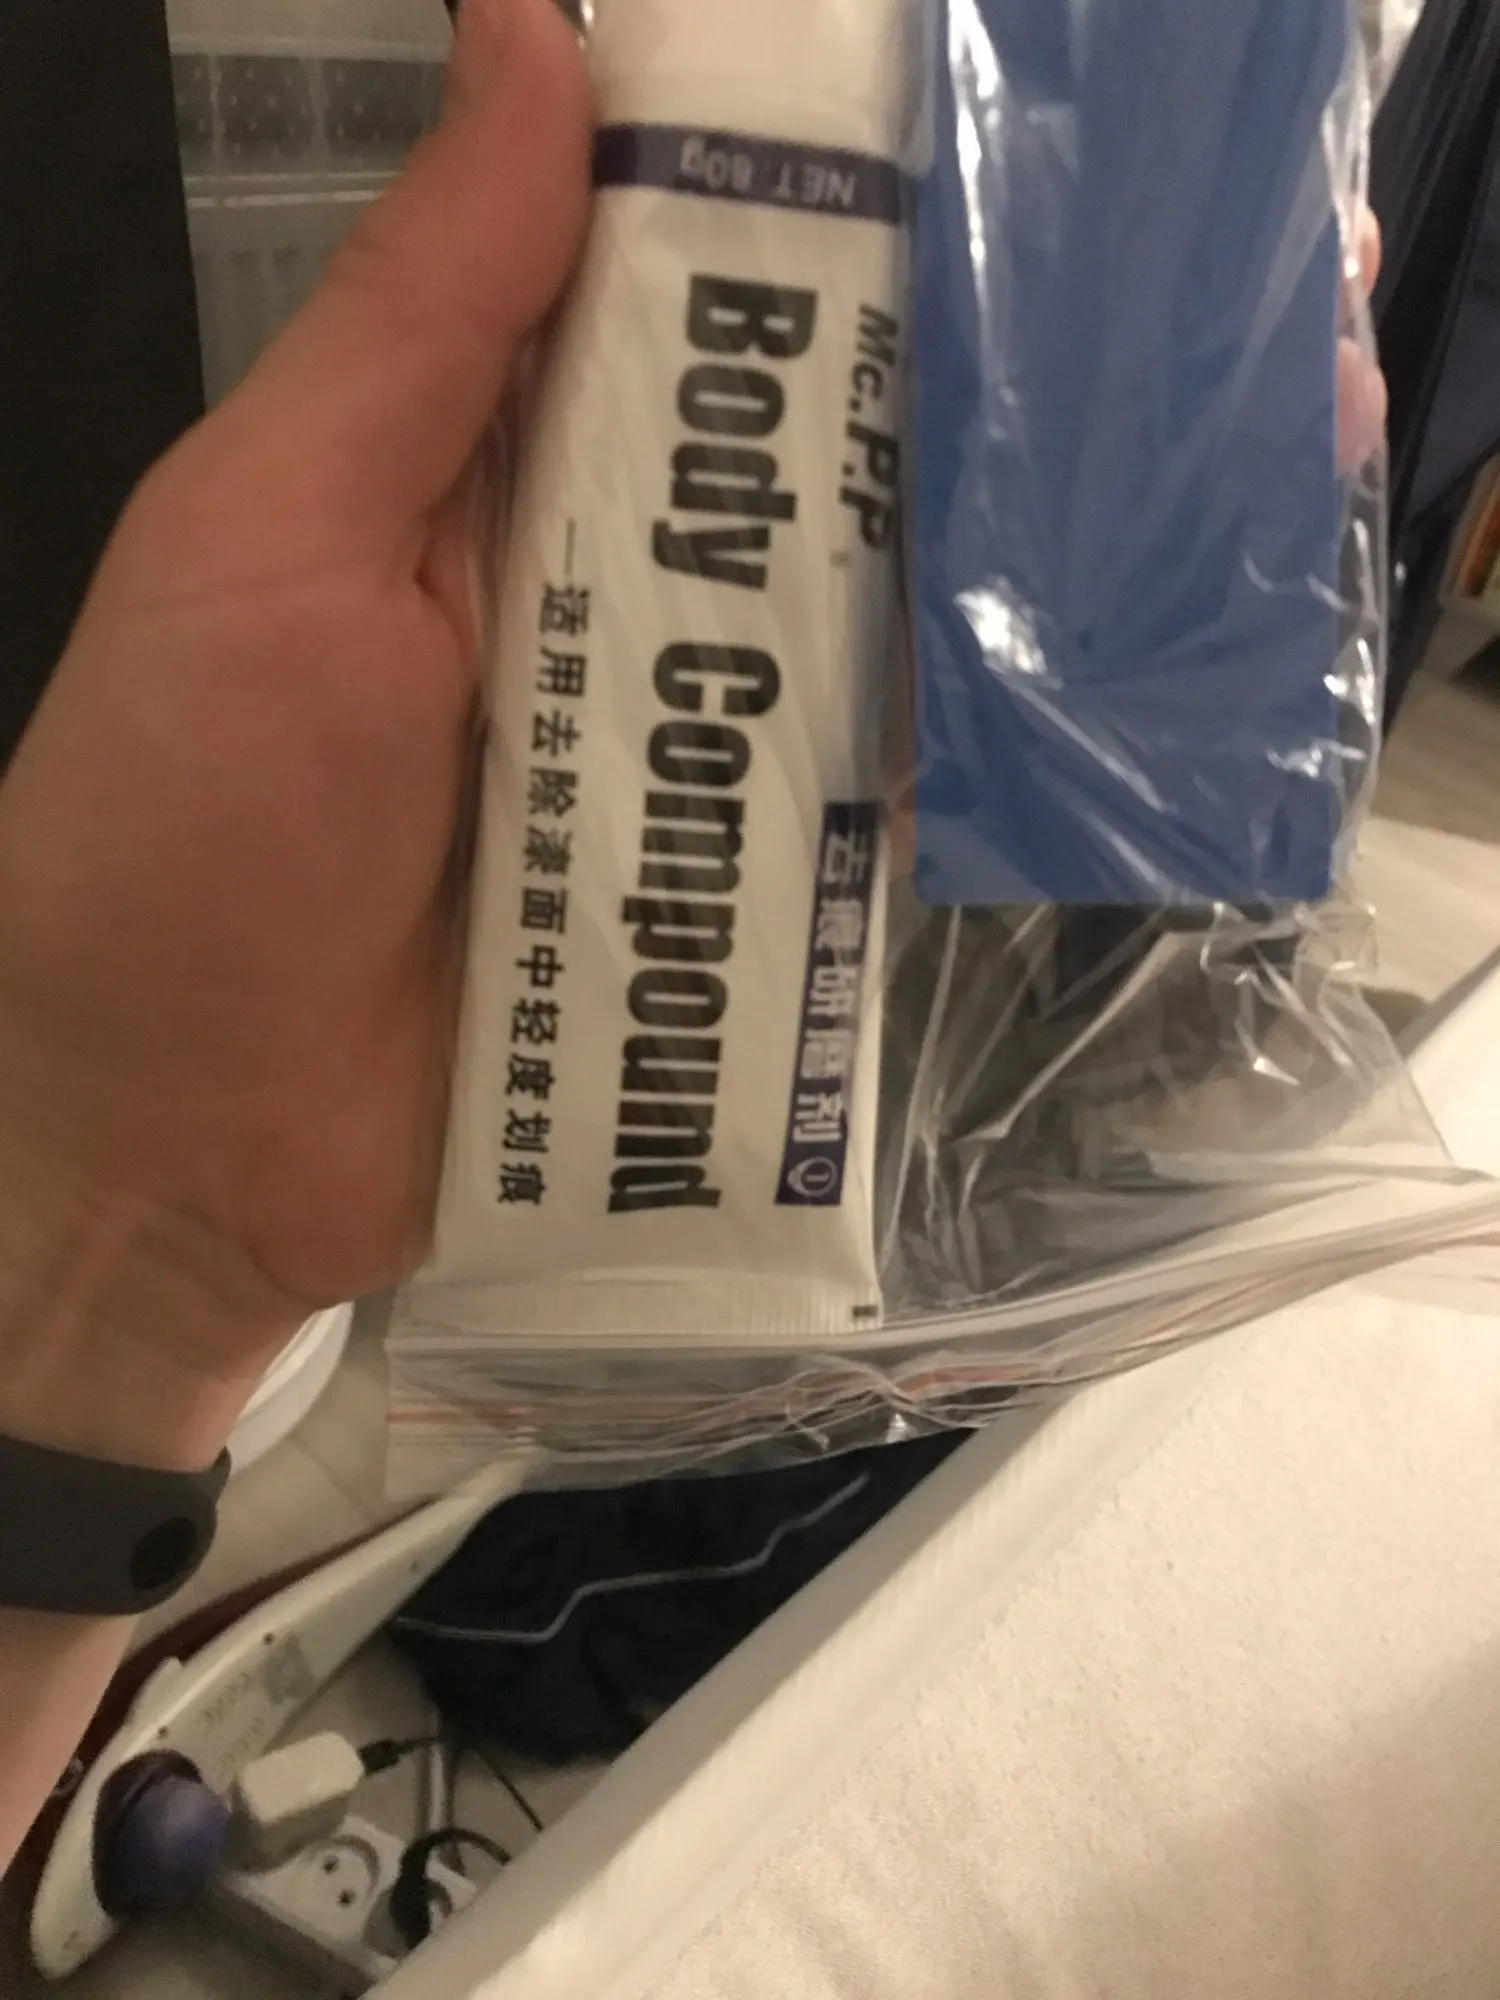 Mc.P.P
去痕研磨剂①
Body Compound
一适用去除漆面中轻度划痕
NET. 80g